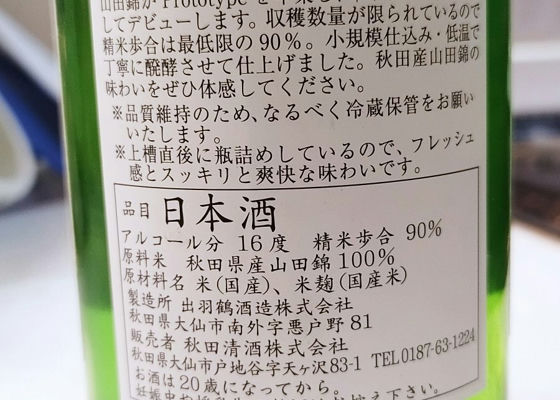 山田錦が Prototype を卒業し
してデビューします。収穫数量が限られているので
精米歩合は最低限の90%。小規模仕込み・低温で
丁寧に醗酵させて仕上げました。秋田産山田錦の
味わいをぜひ体感してください。
※品質維持のため、なるべく冷蔵保管をお願い
いたします。
※上槽直後に瓶詰めしているので、フレッシュ
感とスッキリと爽快な味わいです。
品目 日本酒
アルコール分 16度 精米歩合 90%
原料米 秋田県産山田錦100%
原材料名 米(国産)、米麹(国産米)
製造所 出羽鶴酒造株式会社
秋田県大仙市南外字悪戸野81
販売者 秋田清酒株式会社
秋田県大仙市戸地谷字天ヶ沢83-1 TEL0187-63-1224
お酒は20歳になってから。